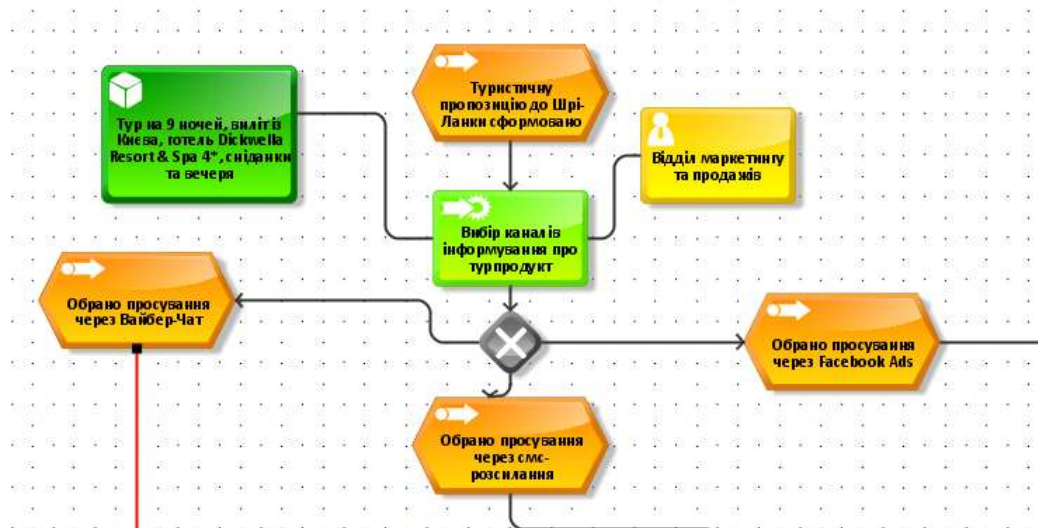 Туристичну
пропозицію до Шрі-
Ланки сформовано
Тур на 9 ночей, виліт із
Києва, готель Dickwella
Resort & Spa 4*, сніданки
та вечеря
Відділ маркетингу
та продажів
Вибір каналів
інформування про
турпродукт
Обрано просування
через Вайбер-Чат
Обрано просування
через Facebook Ads
Обрано просування
через смс-
розсилання